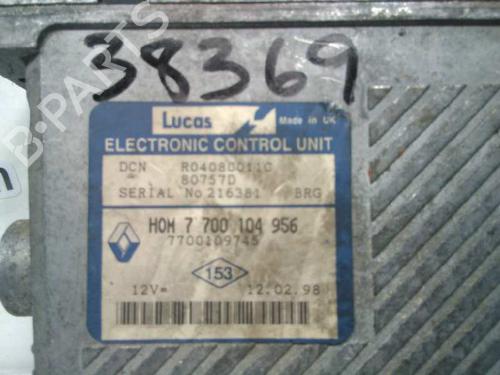 38369
B-PARTS
Lucas
Made in UK
ELECTRONIC CONTROL UNIT
DCN R04080011C
80757D
SERIAL No 216381 BRG
HOM 7 700 104 956
7700109745
153
12V= 12.02.98